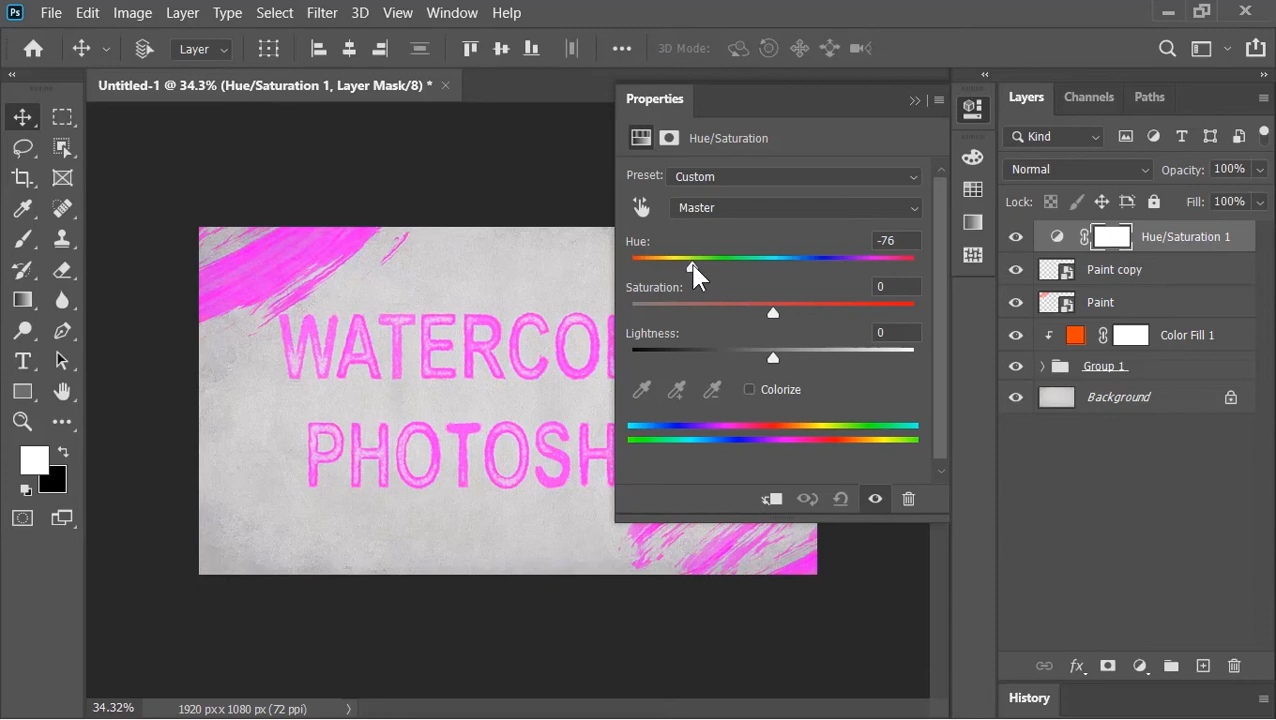 Ps File Edit Image Layer Type Select Filter 3D View Window Help
Layer 3D Mode:
Untitled-1 @ 34.3% (Hue/Saturation 1, Layer Mask/8) *
Properties
Hue/Saturation
Preset: Custom
Master
Hue: -76
Saturation: 0
Lightness: 0
Colorize
WATERCO
PHOTOSH
Layers Channels Paths
Kind
Normal Opacity: 100%
Lock: Fill: 100%
Hue/Saturation 1
Paint copy
Paint
Color Fill 1
Group 1
Background
fx
History
34.32% 1920 px x 1080 px (72 ppi)